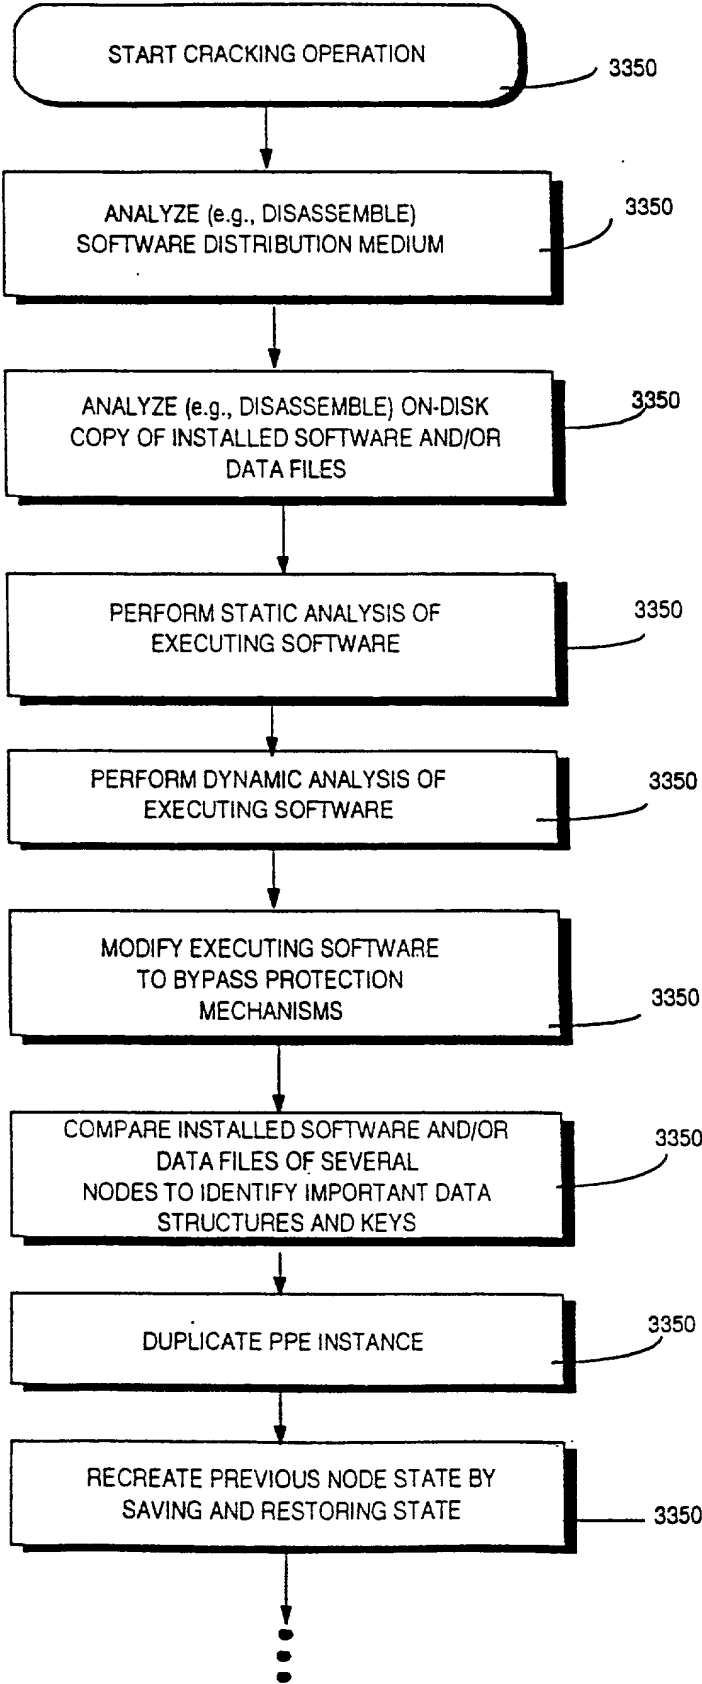 START CRACKING OPERATION
3350
ANALYZE (e.g., DISASSEMBLE)
SOFTWARE DISTRIBUTION MEDIUM
3350
ANALYZE (e.g., DISASSEMBLE) ON-DISK
COPY OF INSTALLED SOFTWARE AND/OR
DATA FILES
3350
PERFORM STATIC ANALYSIS OF
EXECUTING SOFTWARE
3350
PERFORM DYNAMIC ANALYSIS OF
EXECUTING SOFTWARE
3350
MODIFY EXECUTING SOFTWARE
TO BYPASS PROTECTION
MECHANISMS
3350
COMPARE INSTALLED SOFTWARE AND/OR
DATA FILES OF SEVERAL
NODES TO IDENTIFY IMPORTANT DATA
STRUCTURES AND KEYS
3350
DUPLICATE PPE INSTANCE
3350
RECREATE PREVIOUS NODE STATE BY
SAVING AND RESTORING STATE
3350